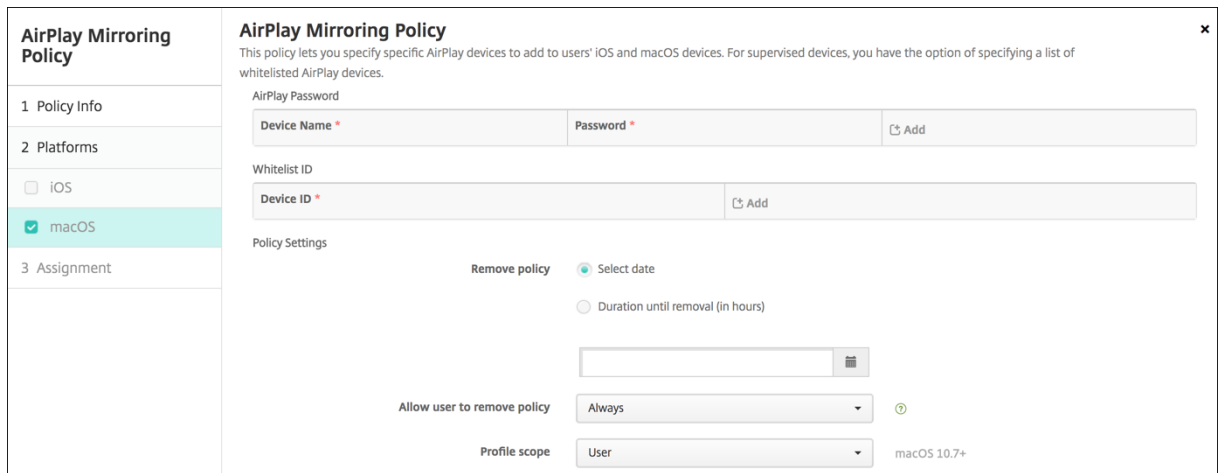 AirPlay Mirroring
Policy
1 Policy Info
2 Platforms
iOS
macOS
3 Assignment
AirPlay Mirroring Policy
This policy lets you specify specific AirPlay devices to add to users' iOS and macOS devices. For supervised devices, you have the option of specifying a list of
whitelisted AirPlay devices.
AirPlay Password
Device Name * Password * Add
Whitelist ID
Device ID * Add
Policy Settings
Remove policy Select date
Duration until removal (in hours)
Allow user to remove policy Always ?
Profile scope User macOS 10.7+